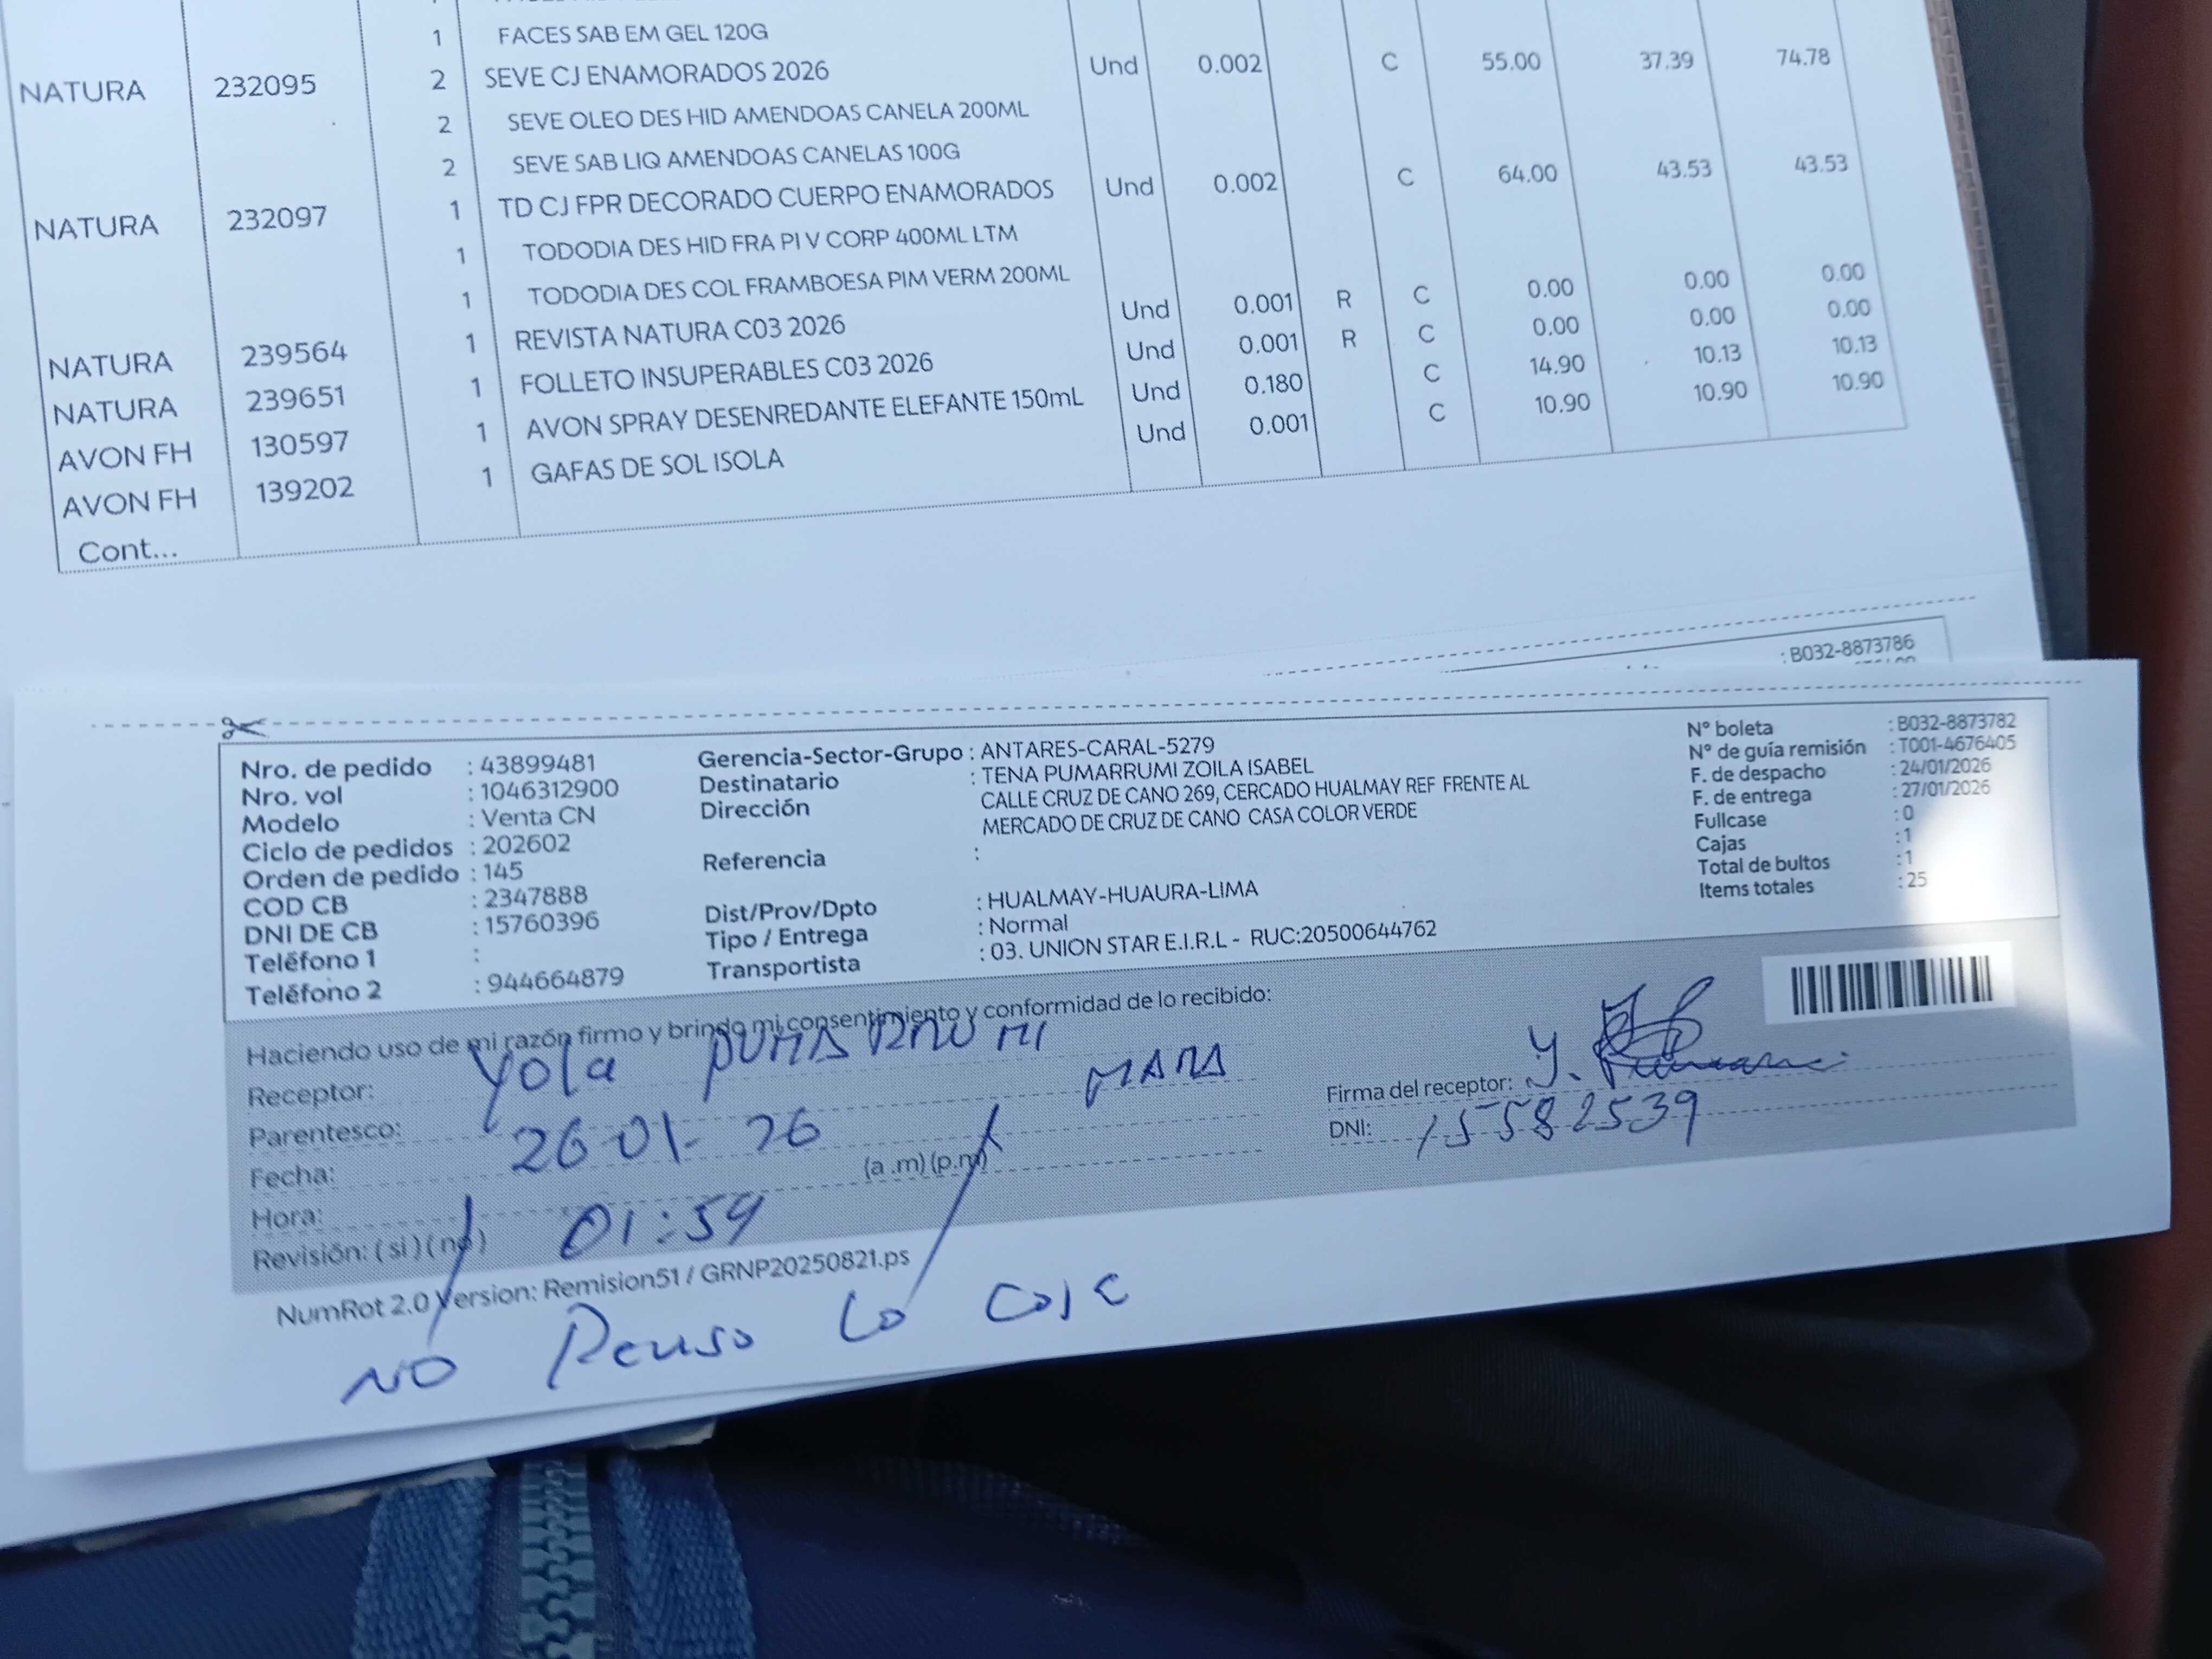 1 FACES SAB EM GEL 120G
NATURA 232095 2 SEVE CJ ENAMORADOS 2026 Und 0.002 C 55.00 37.39 74.78
2 SEVE OLEO DES HID AMENDOAS CANELA 200ML
2 SEVE SAB LIQ AMENDOAS CANELAS 100G
NATURA 232097 1 TD CJ FPR DECORADO CUERPO ENAMORADOS Und 0.002 C 64.00 43.53 43.53
1 TODODIA DES HID FRA PI V CORP 400ML LTM
1 TODODIA DES COL FRAMBOESA PIM VERM 200ML
NATURA 239564 1 REVISTA NATURA C03 2026 Und 0.001 R C 0.00 0.00 0.00
NATURA 239651 1 FOLLETO INSUPERABLES C03 2026 Und 0.001 R C 0.00 0.00 0.00
AVON FH 130597 1 AVON SPRAY DESENREDANTE ELEFANTE 150mL Und 0.180 C 14.90 10.13 10.13
AVON FH 139202 1 GAFAS DE SOL ISOLA Und 0.001 C 10.90 10.90 10.90
Cont...
: B032-8873786
Nro. de pedido : 43899481 Gerencia-Sector-Grupo : ANTARES-CARAL-5279 N° boleta : B032-8873782
Nro. vol : 1046312900 Destinatario : TENA PUMARRUMI ZOILA ISABEL N° de guía remisión : T001-4676405
Modelo : Venta CN Dirección CALLE CRUZ DE CANO 269, CERCADO HUALMAY REF FRENTE AL F. de despacho : 24/01/2026
MERCADO DE CRUZ DE CANO CASA COLOR VERDE F. de entrega : 27/01/2026
Ciclo de pedidos : 202602 Fullcase : 0
Orden de pedido : 145 Referencia : Cajas : 1
COD CB : 2347888 Dist/Prov/Dpto : HUALMAY-HUAURA-LIMA Total de bultos : 1
DNI DE CB : 15760396 Tipo / Entrega : Normal Items totales : 25
Teléfono 1 : Transportista : 03. UNION STAR E.I.R.L - RUC:20500644762
Teléfono 2 : 944664879
Haciendo uso de mi razón firmo y brindo mi consentimiento y conformidad de lo recibido:
Receptor: Yola PUMARRUMI
Parentesco: MAMA Firma del receptor: Y.
Fecha: 26-01-26 DNI: 15582539
Hora: 01:59 (a .m) (p.m)
Revisión: ( si ) ( no )
NumRot 2.0 Version: Remision51 / GRNP20250821.ps
NO Reuso Lo